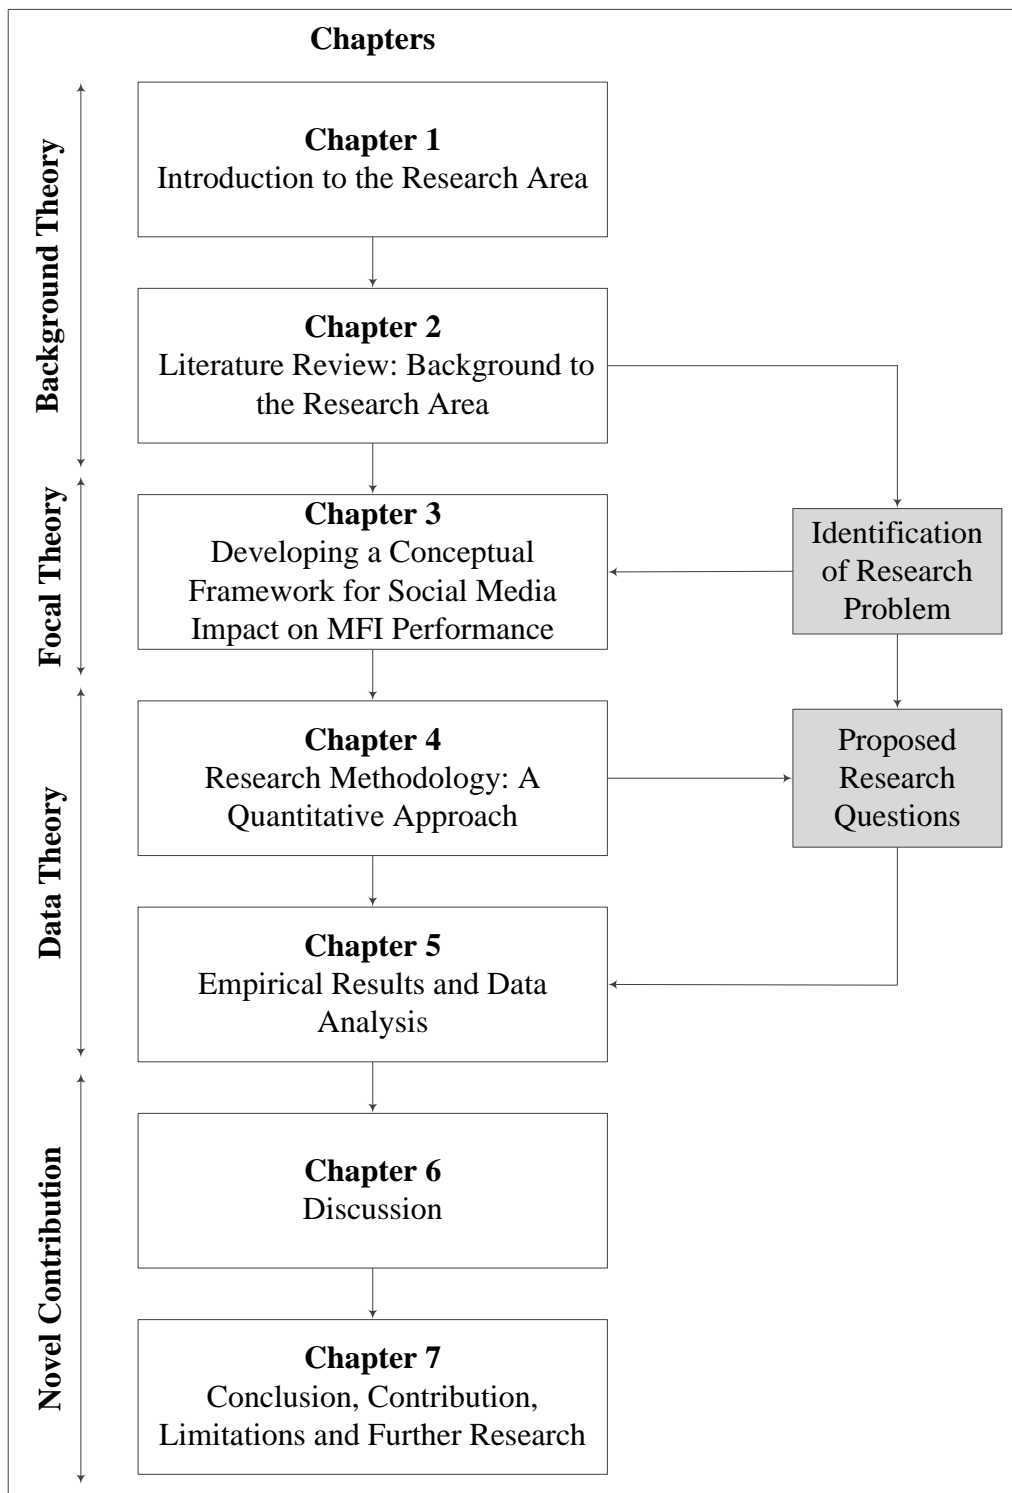 Chapters
Background Theory
Chapter 1
Introduction to the Research Area
Chapter 2
Literature Review: Background to
the Research Area
Focal Theory
Chapter 3
Developing a Conceptual
Framework for Social Media
Impact on MFI Performance
Identification
of Research
Problem
Data Theory
Chapter 4
Research Methodology: A
Quantitative Approach
Proposed
Research
Questions
Chapter 5
Empirical Results and Data
Analysis
Novel Contribution
Chapter 6
Discussion
Chapter 7
Conclusion, Contribution,
Limitations and Further Research